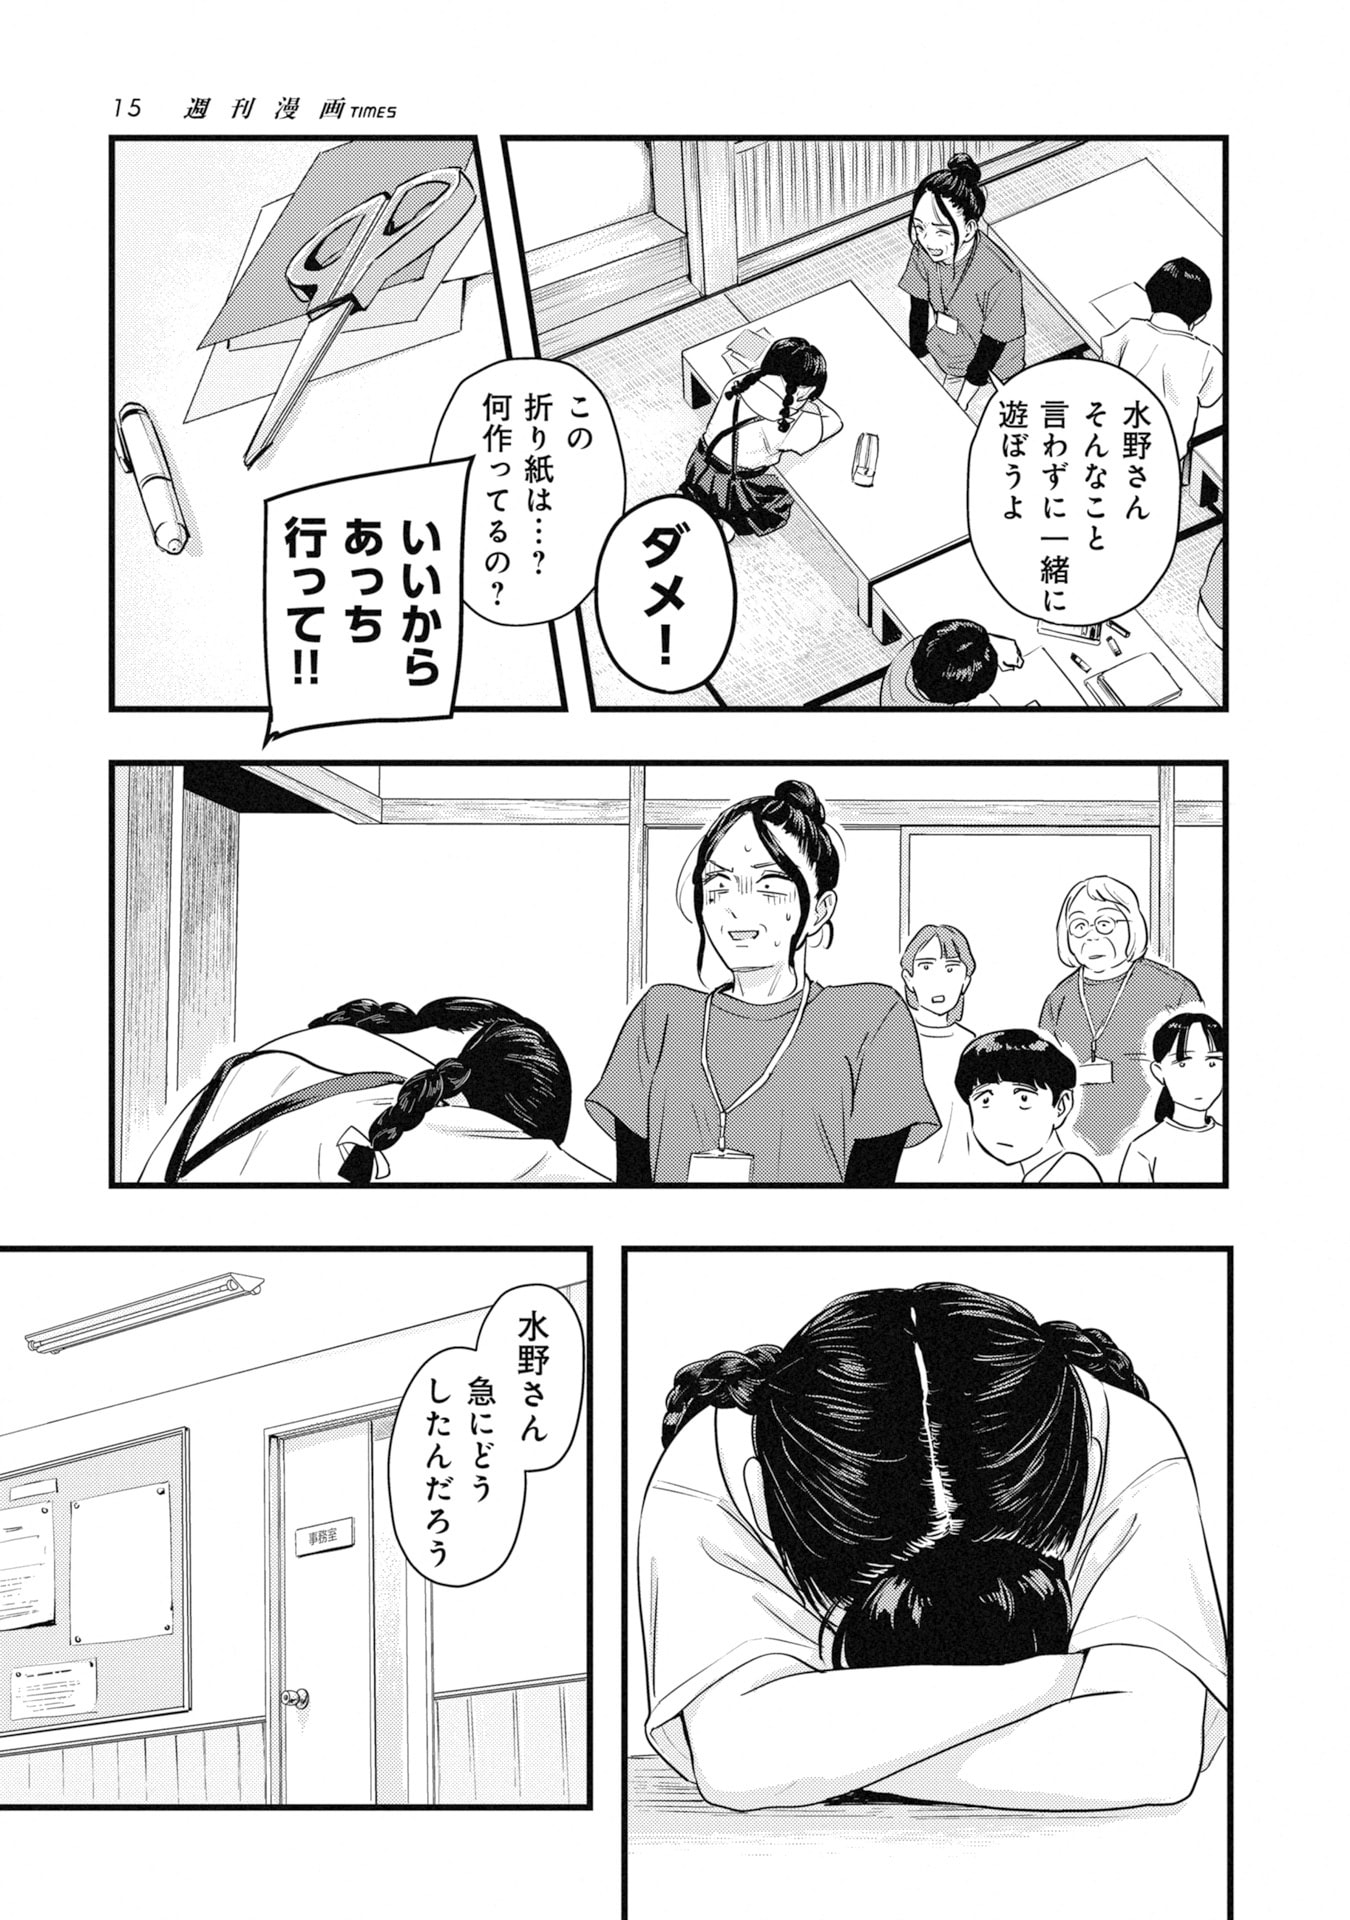 15 週刊漫画TIMES
水野さん
そんなこと
言わずに一緒に
遊ぼうよ
ダメ!
この
折り紙は…?
何作ってるの?
いいから
あっち
行って!!
水野さん
急にどう
したんだろう
事務室